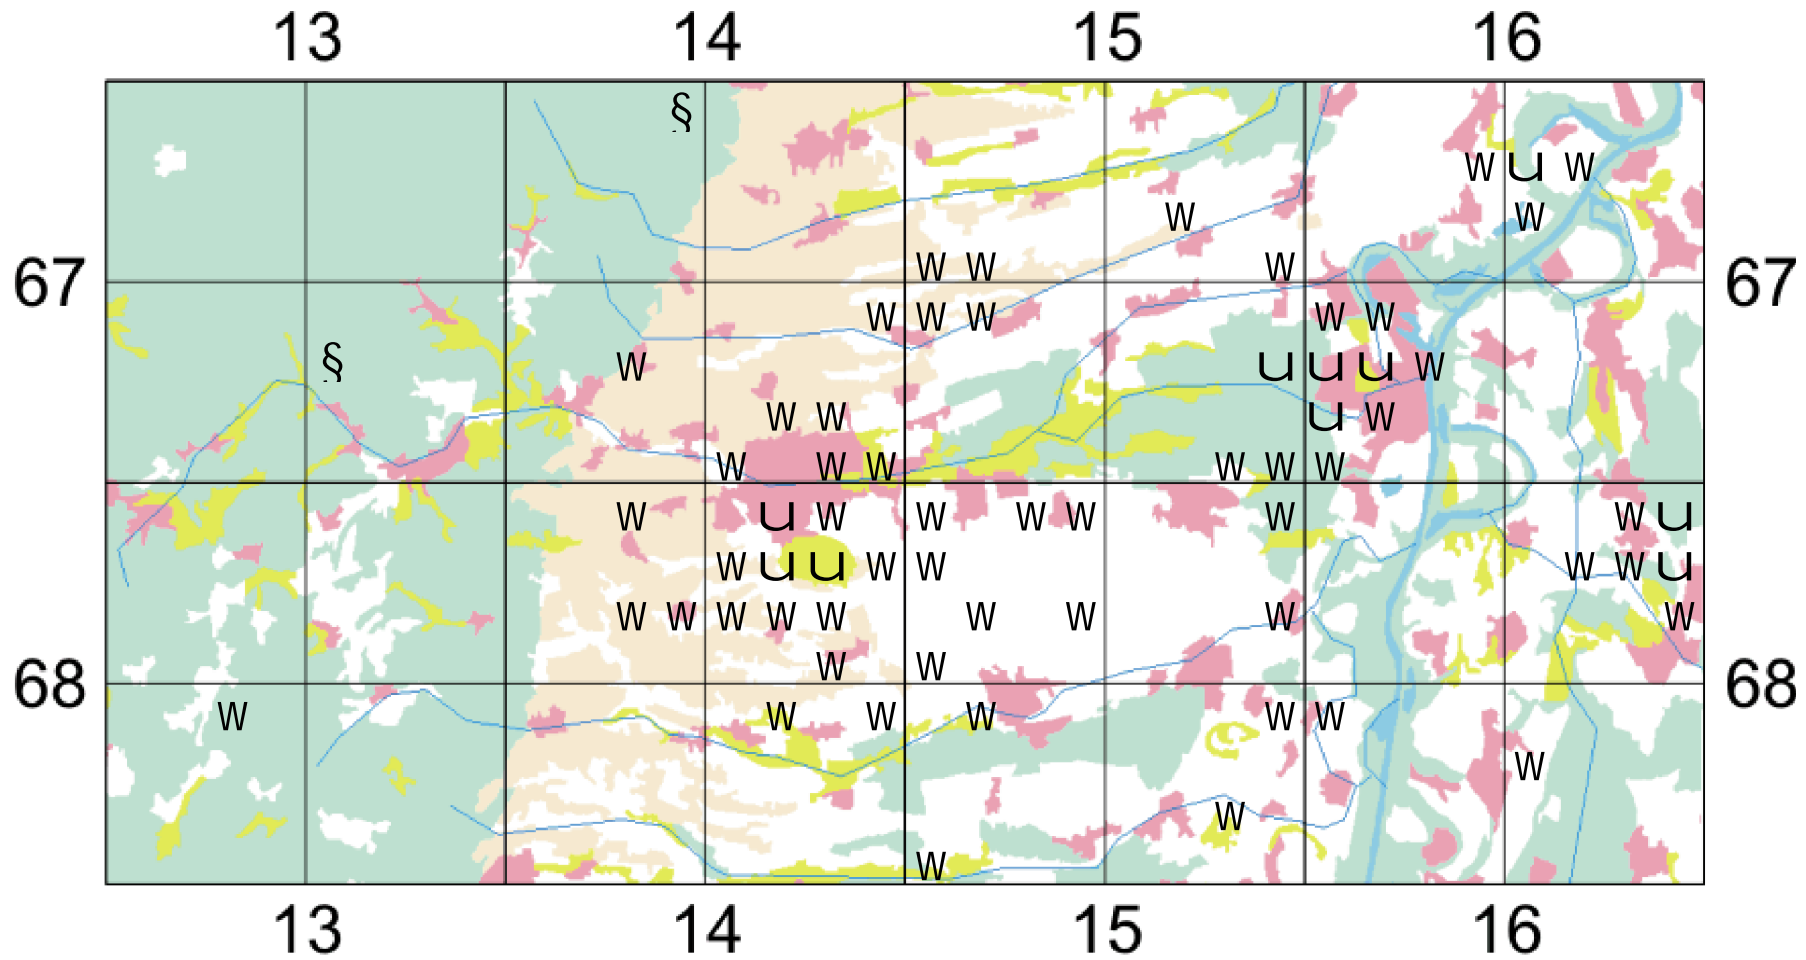 13 14 15 16
§
W U W
W W
67 W W W 67
W W W W W
§ W U U U W
W W U W
W W W W W W
W U W W W W W W U
W U U W W W W U
W W W W W W W W W
W W
68 68
W W W W W W
W
W
W
13 14 15 16